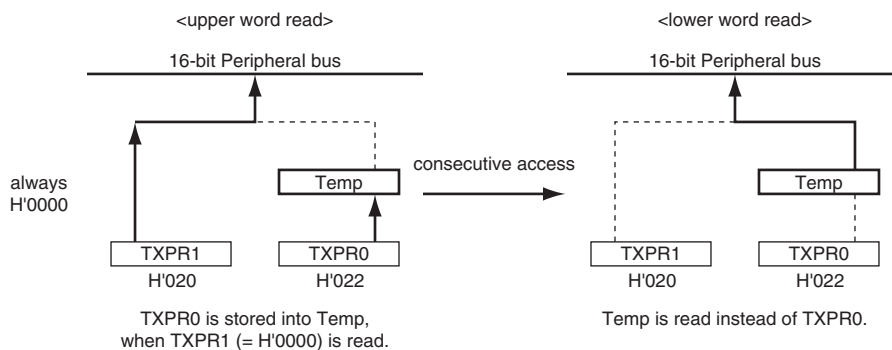 <upper word read>
16-bit Peripheral bus
always
H'0000
Temp
consecutive access
TXPR1
TXPR0
H'020
H'022
TXPR0 is stored into Temp,
when TXPR1 (= H'0000) is read.
<lower word read>
16-bit Peripheral bus
Temp
TXPR1
TXPR0
H'020
H'022
Temp is read instead of TXPR0.